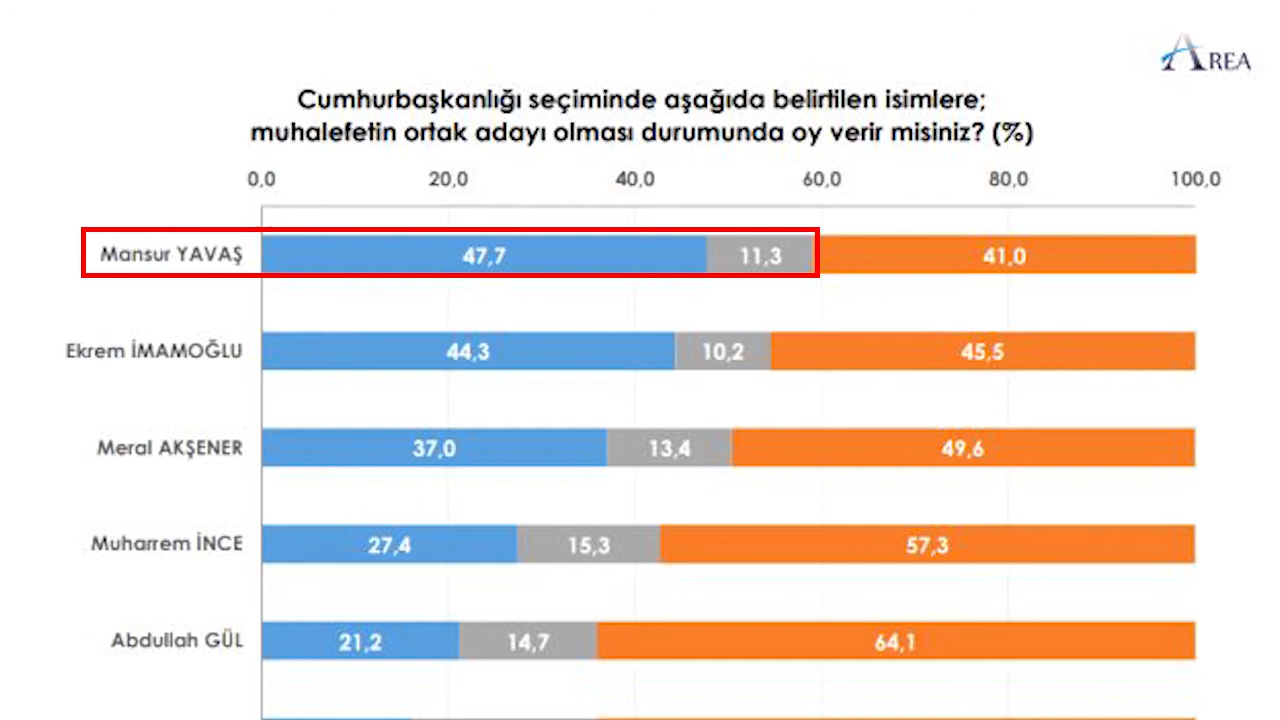 AREA
Cumhurbaşkanlığı seçiminde aşağıda belirtilen isimlere;
muhalefetin ortak adayı olması durumunda oy verir misiniz? (%)
0,0 20,0 40,0 60,0 80,0 100,0
Mansur YAVAŞ 47,7 11,3 41,0
Ekrem İMAMOĞLU 44,3 10,2 45,5
Meral AKŞENER 37,0 13,4 49,6
Muharrem İNCE 27,4 15,3 57,3
Abdullah GÜL 21,2 14,7 64,1